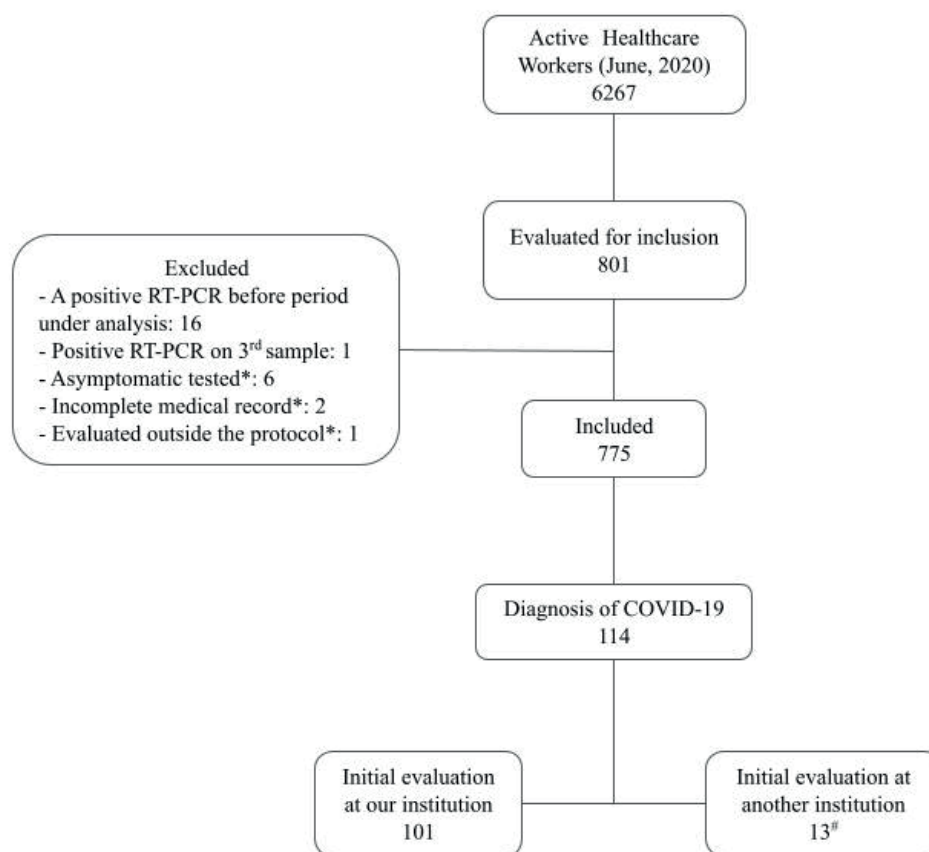 Active Healthcare
Workers (June, 2020)
6267
Evaluated for inclusion
801
Excluded
- A positive RT-PCR before period
under analysis: 16
- Positive RT-PCR on 3rd sample: 1
- Asymptomatic tested*: 6
- Incomplete medical record*: 2
- Evaluated outside the protocol*: 1
Included
775
Diagnosis of COVID-19
114
Initial evaluation
at our institution
101
Initial evaluation at
another institution
13#